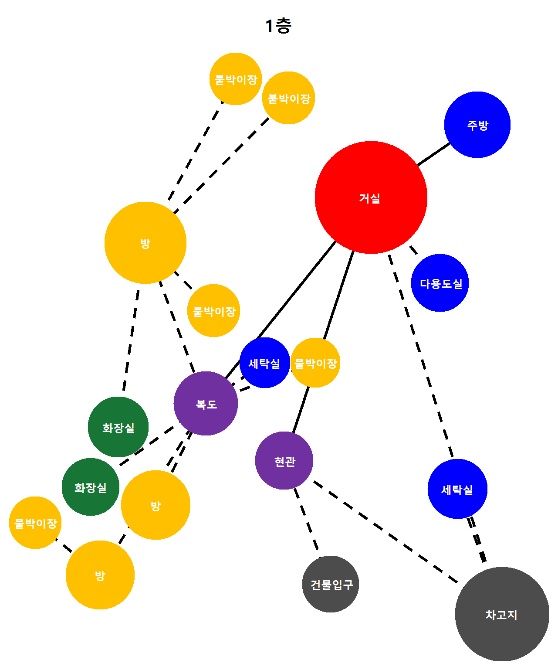 1층
붙박이장
붙박이장
주방
거실
방
다용도실
붙박이장
세탁실
붙박이장
복도
화장실
현관
화장실
세탁실
방
붙박이장
방
건물입구
차고지